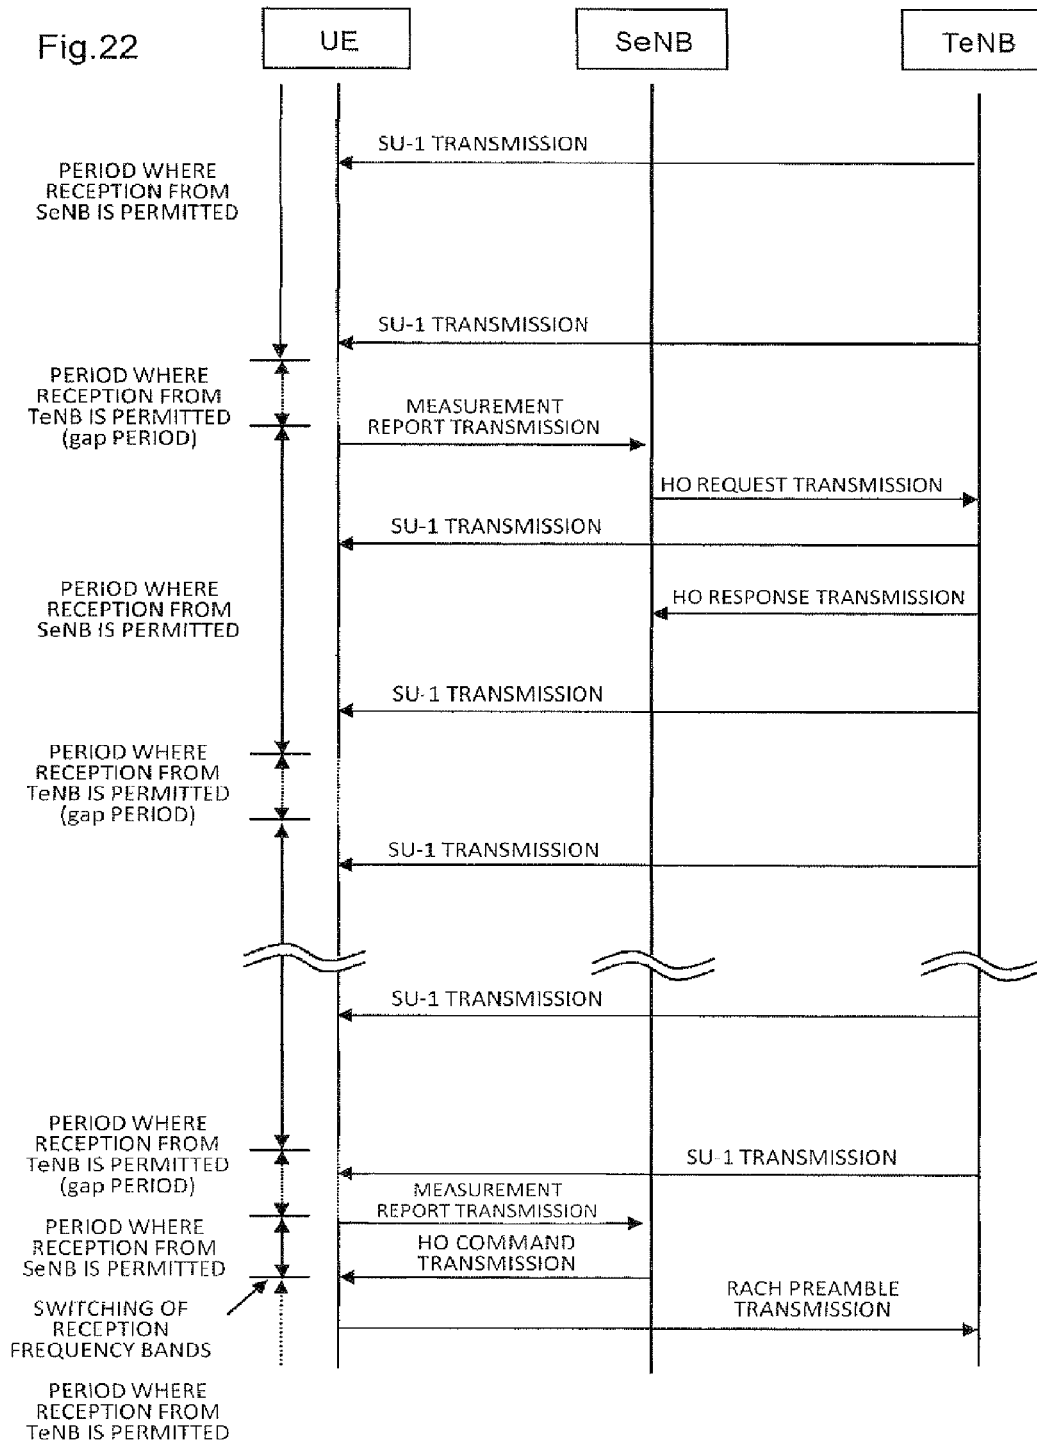 Fig.22
UE
SeNB
TeNB
SU-1 TRANSMISSION
PERIOD WHERE
RECEPTION FROM
SeNB IS PERMITTED
SU-1 TRANSMISSION
PERIOD WHERE
RECEPTION FROM
TeNB IS PERMITTED
(gap PERIOD)
MEASUREMENT
REPORT TRANSMISSION
HO REQUEST TRANSMISSION
SU-1 TRANSMISSION
PERIOD WHERE
RECEPTION FROM
SeNB IS PERMITTED
HO RESPONSE TRANSMISSION
SU-1 TRANSMISSION
PERIOD WHERE
RECEPTION FROM
TeNB IS PERMITTED
(gap PERIOD)
SU-1 TRANSMISSION
SU-1 TRANSMISSION
PERIOD WHERE
RECEPTION FROM
TeNB IS PERMITTED
(gap PERIOD)
SU-1 TRANSMISSION
MEASUREMENT
REPORT TRANSMISSION
PERIOD WHERE
RECEPTION FROM
SeNB IS PERMITTED
HO COMMAND
TRANSMISSION
RACH PREAMBLE
TRANSMISSION
SWITCHING OF
RECEPTION
FREQUENCY BANDS
PERIOD WHERE
RECEPTION FROM
TeNB IS PERMITTED